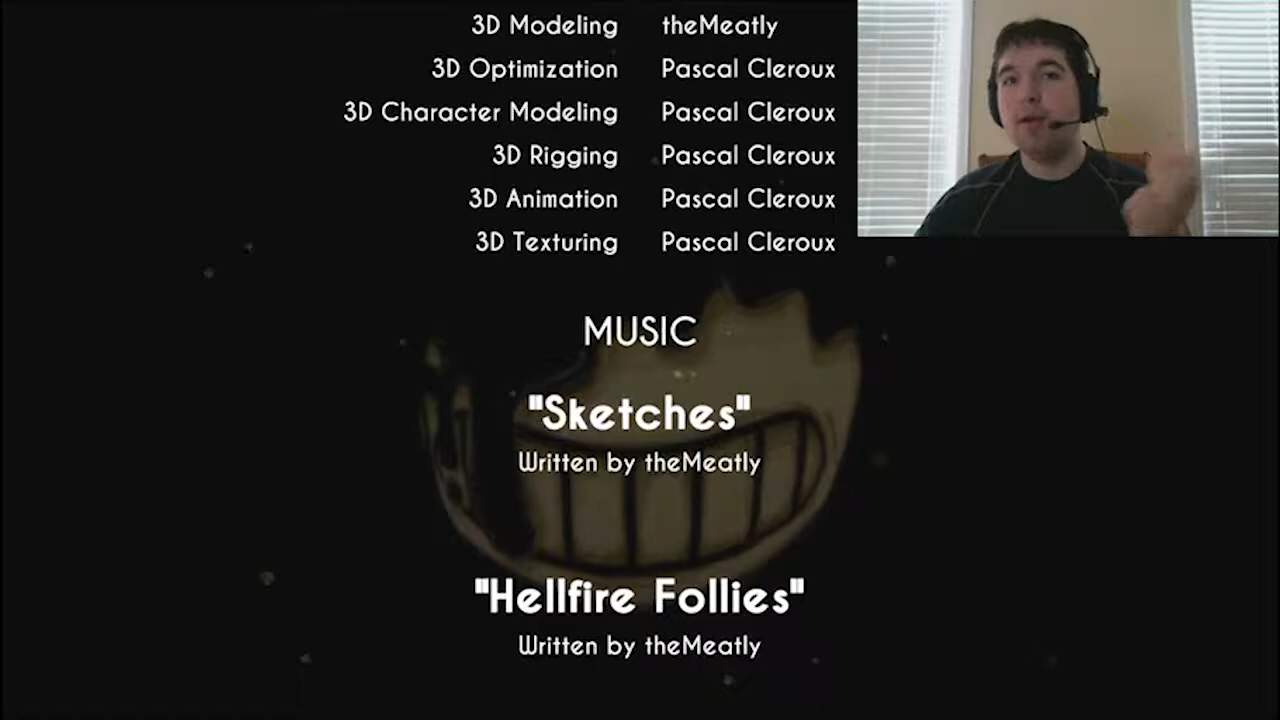 3D Modeling theMeatly
3D Optimization Pascal Cleroux
3D Character Modeling Pascal Cleroux
3D Rigging Pascal Cleroux
3D Animation Pascal Cleroux
3D Texturing Pascal Cleroux
MUSIC
"Sketches"
Written by theMeatly
"Hellfire Follies"
Written by theMeatly